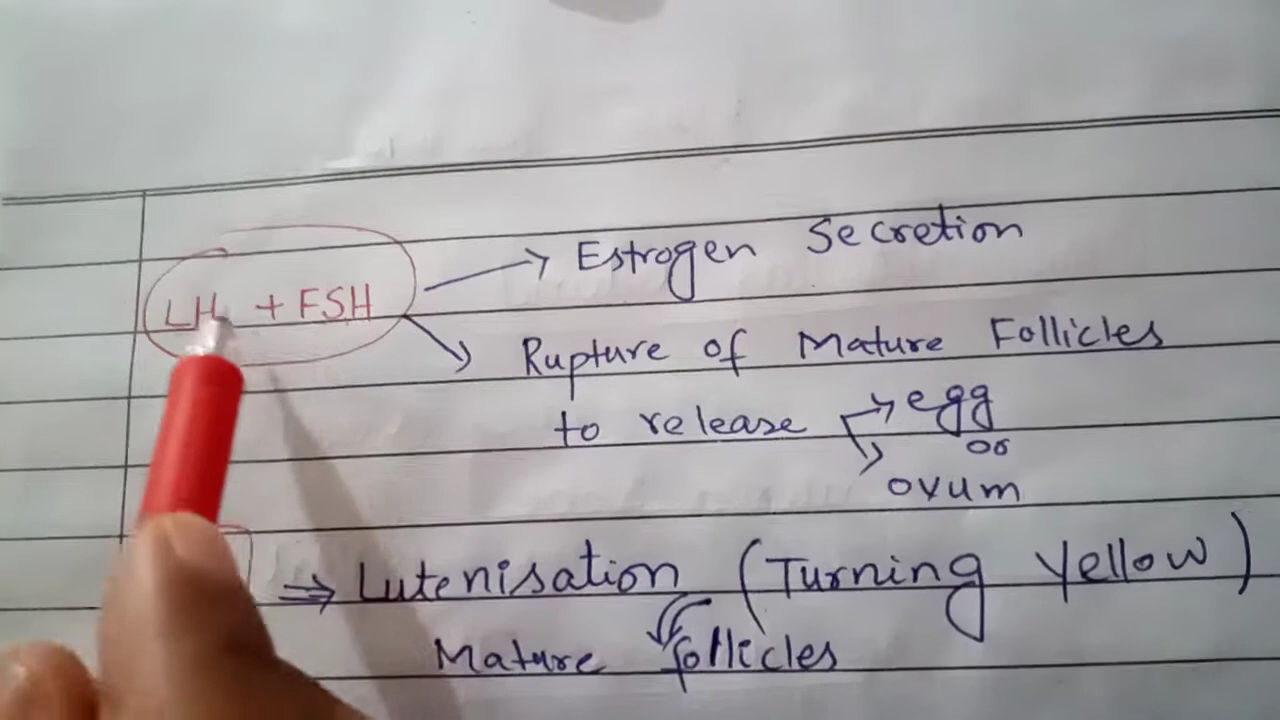 LH + FSH → Estrogen Secretion
→ Rupture of Mature Follicles
to release → egg
or
→ ovum
⇒ Lutenisation (Turning Yellow)
Mature follicles